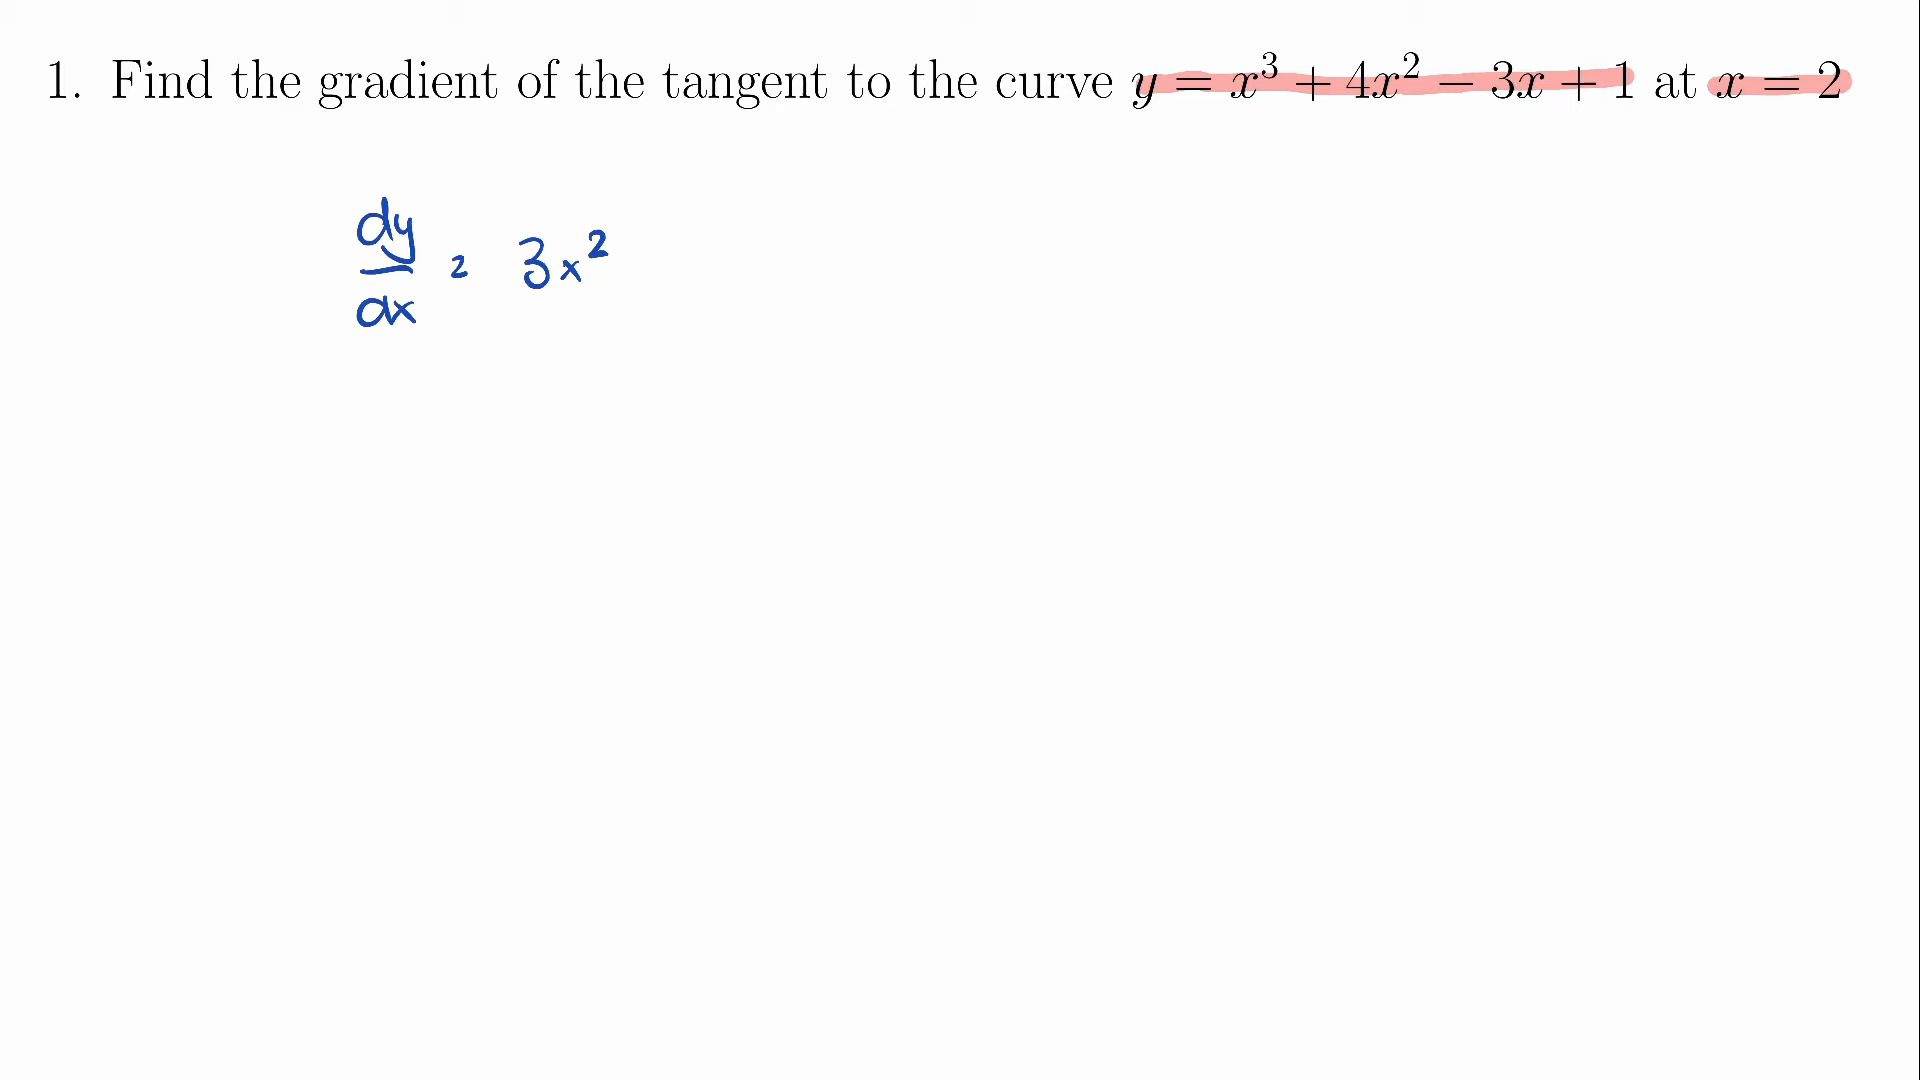 1. Find the gradient of the tangent to the curve y = x³ + 4x² − 3x + 1 at x = 2
dy/dx = 3x²